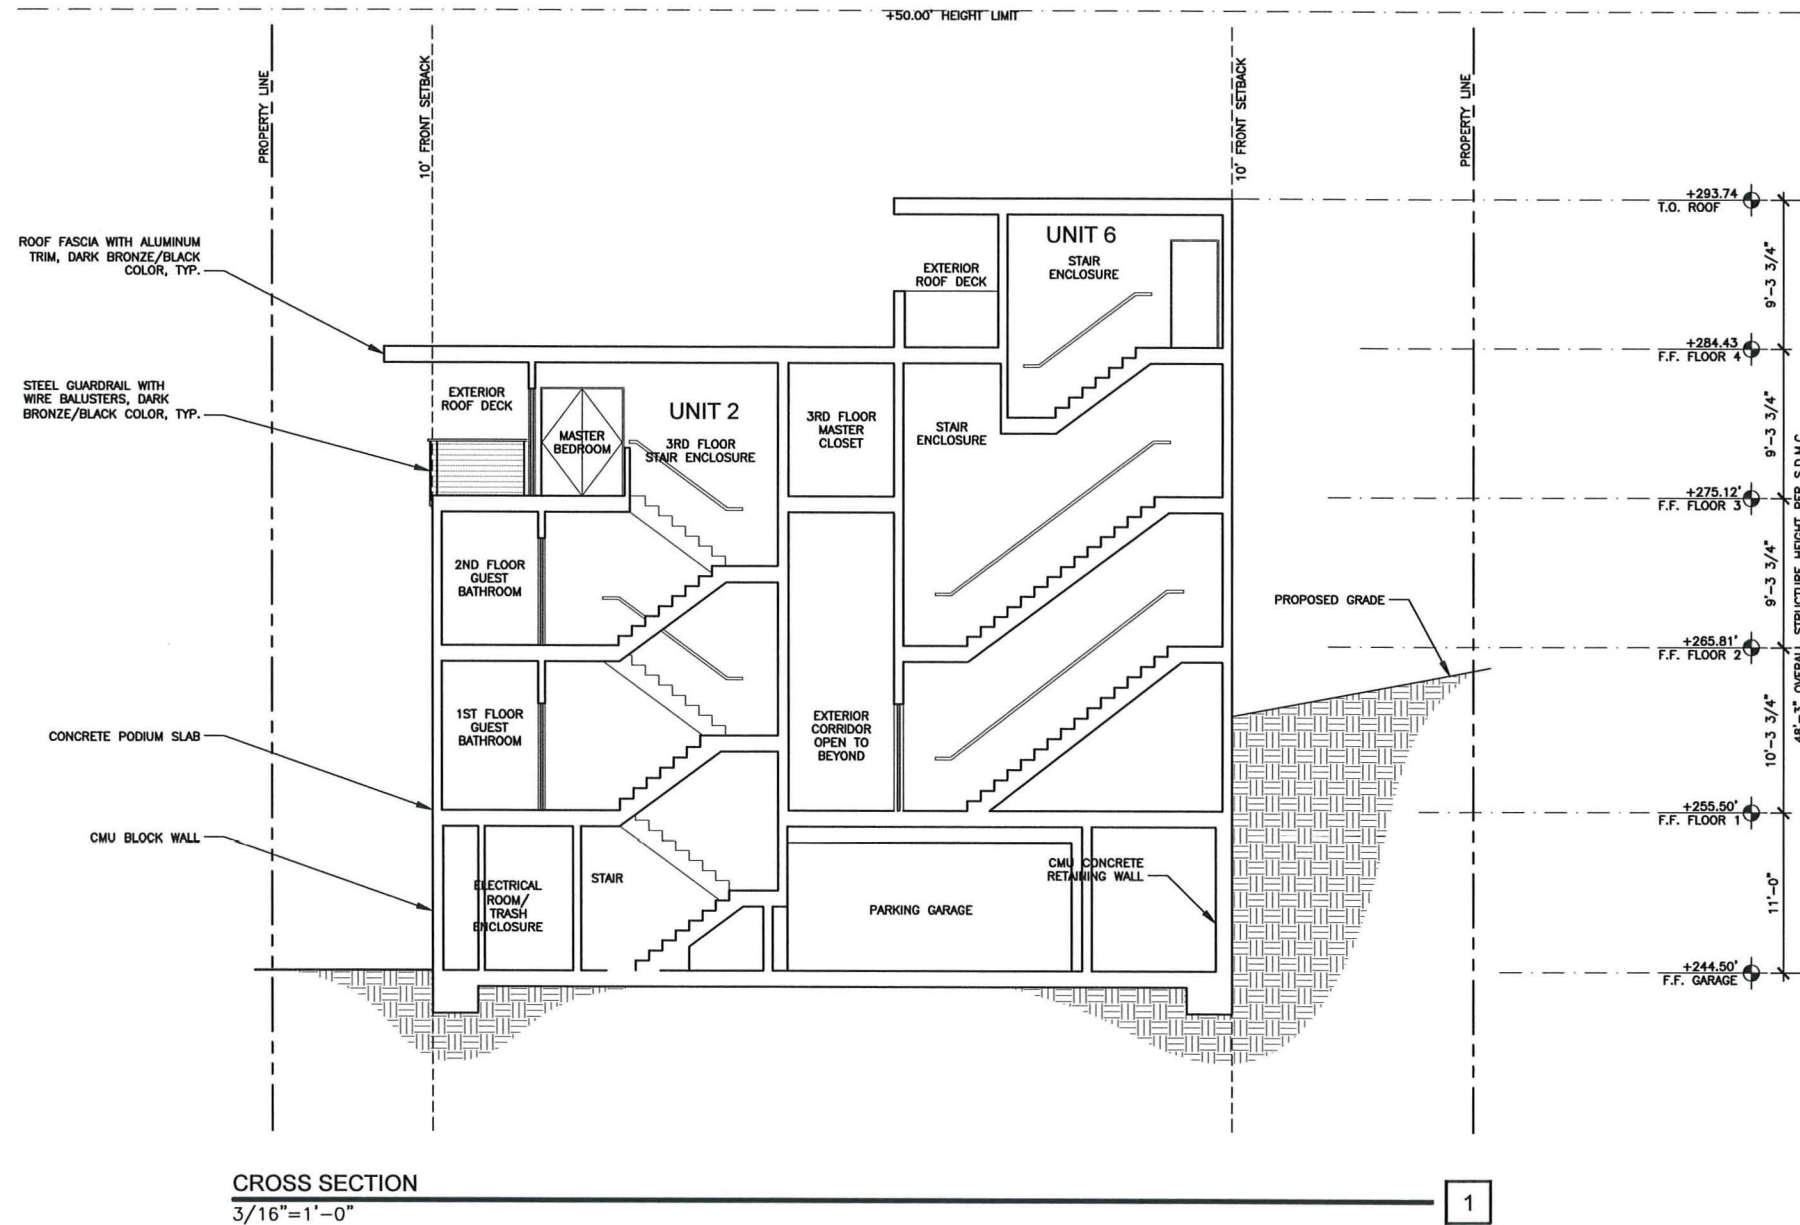 +50.00' HEIGHT LIMIT
PROPERTY LINE
10' FRONT SETBACK
10' FRONT SETBACK
PROPERTY LINE
+293.74
T.O. ROOF
9'-3 3/4"
+284.43
F.F. FLOOR 4
9'-3 3/4"
+275.12'
F.F. FLOOR 3
9'-3 3/4"
+265.81'
F.F. FLOOR 2
10'-3 3/4"
+255.50'
F.F. FLOOR 1
11'-0"
+244.50'
F.F. GARAGE
48'-3" OVERALL STRUCTURE HEIGHT PER S.D.M.C.
ROOF FASCIA WITH ALUMINUM
TRIM, DARK BRONZE/BLACK
COLOR, TYP.
STEEL GUARDRAIL WITH
WIRE BALUSTERS, DARK
BRONZE/BLACK COLOR, TYP.
CONCRETE PODIUM SLAB
CMU BLOCK WALL
UNIT 6
STAIR
ENCLOSURE
EXTERIOR
ROOF DECK
EXTERIOR
ROOF DECK
MASTER
BEDROOM
UNIT 2
3RD FLOOR
STAIR ENCLOSURE
3RD FLOOR
MASTER
CLOSET
STAIR
ENCLOSURE
2ND FLOOR
GUEST
BATHROOM
PROPOSED GRADE
1ST FLOOR
GUEST
BATHROOM
EXTERIOR
CORRIDOR
OPEN TO
BEYOND
ELECTRICAL
ROOM/
TRASH
ENCLOSURE
STAIR
PARKING GARAGE
CMU CONCRETE
RETAINING WALL
CROSS SECTION
3/16"=1'-0"
1